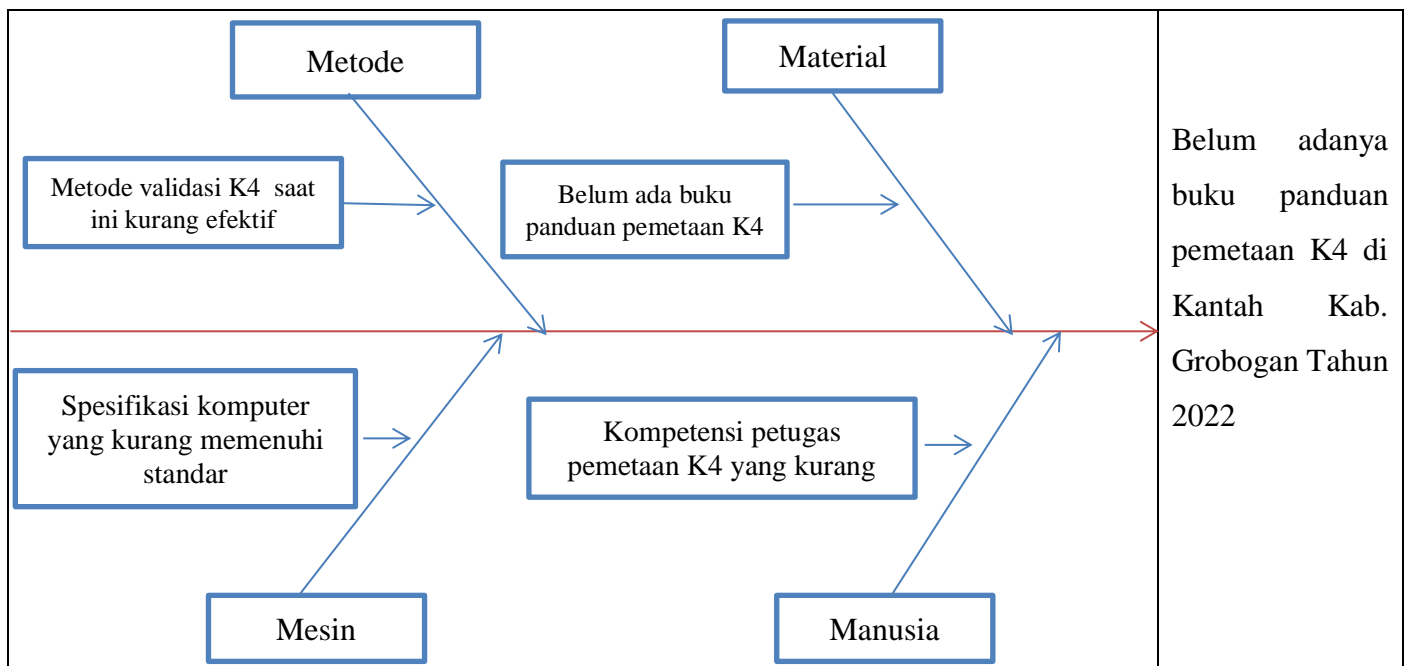 Metode
Material
Metode validasi K4 saat
ini kurang efektif
Belum ada buku
panduan pemetaan K4
Spesifikasi komputer
yang kurang memenuhi
standar
Kompetensi petugas
pemetaan K4 yang kurang
Mesin
Manusia
Belum adanya
buku panduan
pemetaan K4 di
Kantah Kab.
Grobogan Tahun
2022